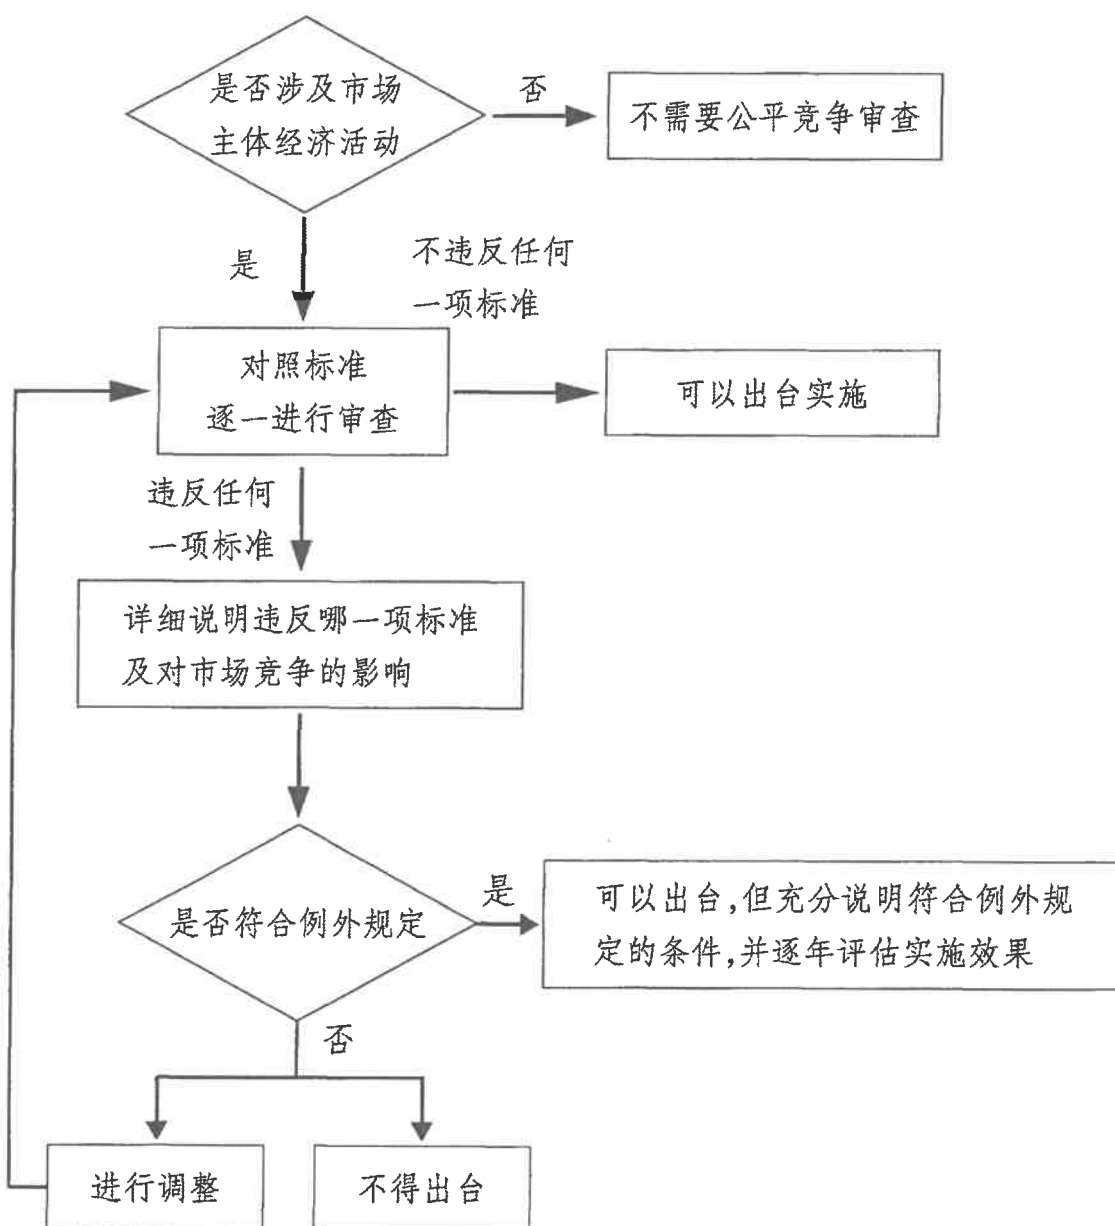 是否涉及市场
主体经济活动
否
不需要公平竞争审查
是
不违反任何
一项标准
对照标准
逐一进行审查
可以出台实施
违反任何
一项标准
详细说明违反哪一项标准
及对市场竞争的影响
是否符合例外规定
是
可以出台,但充分说明符合例外规
定的条件,并逐年评估实施效果
否
进行调整
不得出台